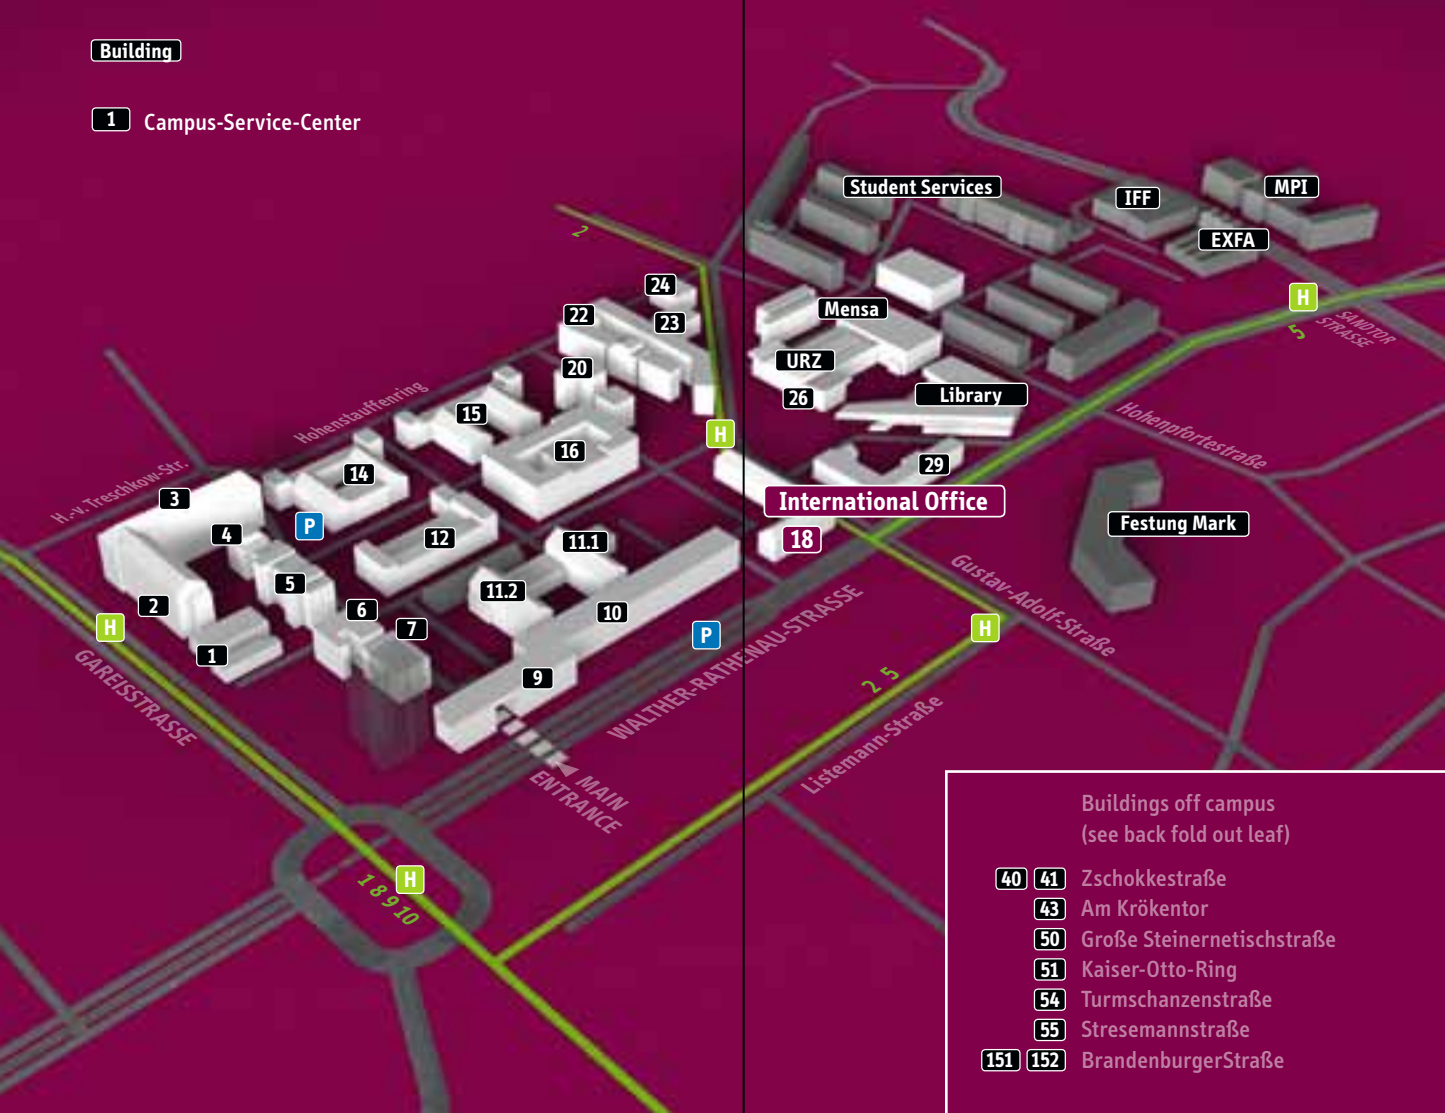 Building
1 Campus-Service-Center
Student Services
IFF
MPI
EXFA
2
24
22
23
Mensa
H
5
SANDTOR
STRASSE
URZ
20
26
Library
Hohenstauffenring
15
H
Hohenpfortestraße
16
29
14
H.-v. Treschkow-Str.
3
International Office
P
Festung Mark
4
12
11.1
18
Gustav-Adolf-Straße
5
11.2
2
6
10
H
7
P
H
1
9
WALTHER-RATHENAU-STRASSE
GAREISSTRASSE
2 5
Listemann-Straße
MAIN
ENTRANCE
H
1 8 9 10
Buildings off campus
(see back fold out leaf)
40 41 Zschokkestraße
43 Am Krökentor
50 Große Steinernetischstraße
51 Kaiser-Otto-Ring
54 Turmschanzenstraße
55 Stresemannstraße
151 152 BrandenburgerStraße